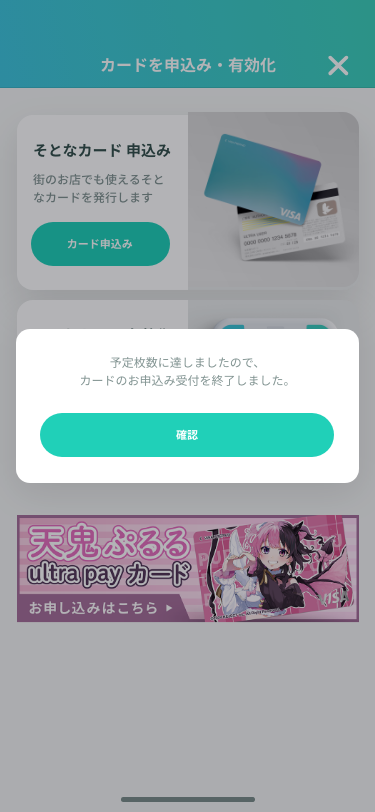 カードを申込み・有効化
そとなカード 申込み
街のお店でも使えるそと
なカードを発行します
カード申込み
VISA
予定枚数に達しましたので、
カードのお申込み受付を終了しました。
確認
天鬼ぷるる
ultra pay カード
お申し込みはこちら
VISA